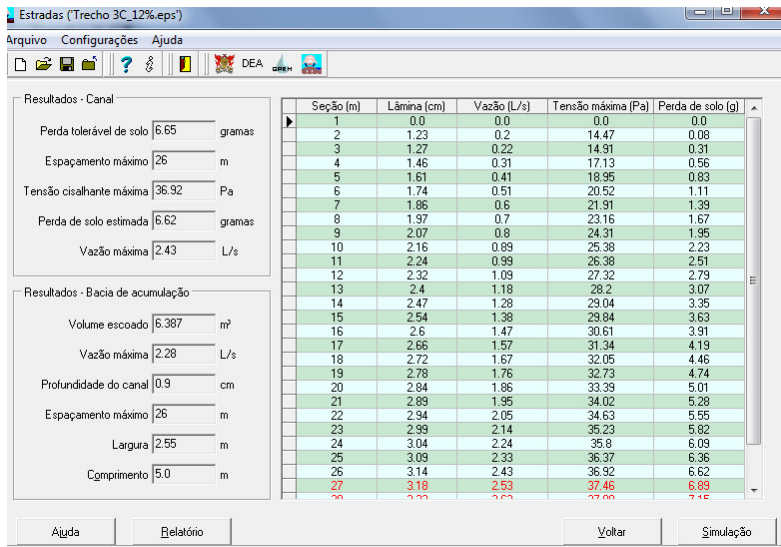 Estradas ('Trecho 3C_12%.eps')
Arquivo Configurações Ajuda
DEA GPRH
Resultados - Canal
Perda tolerável de solo 6.65 gramas
Espaçamento máximo 26 m
Tensão cisalhante máxima 36.92 Pa
Perda de solo estimada 6.62 gramas
Vazão máxima 2.43 L/s
Resultados - Bacia de acumulação
Volume escoado 6.387 m³
Vazão máxima 2.28 L/s
Profundidade do canal 0.9 cm
Espaçamento máximo 26 m
Largura 2.55 m
Comprimento 5.0 m
Seção (m) Lâmina (cm) Vazão (L/s) Tensão máxima (Pa) Perda de solo (g)
1 0.0 0.0 0.0 0.0
2 1.23 0.2 14.47 0.08
3 1.27 0.22 14.91 0.31
4 1.46 0.31 17.13 0.56
5 1.61 0.41 18.95 0.83
6 1.74 0.51 20.52 1.11
7 1.86 0.6 21.91 1.39
8 1.97 0.7 23.16 1.67
9 2.07 0.8 24.31 1.95
10 2.16 0.89 25.38 2.23
11 2.24 0.99 26.38 2.51
12 2.32 1.09 27.32 2.79
13 2.4 1.18 28.2 3.07
14 2.47 1.28 29.04 3.35
15 2.54 1.38 29.84 3.63
16 2.6 1.47 30.61 3.91
17 2.66 1.57 31.34 4.19
18 2.72 1.67 32.05 4.46
19 2.78 1.76 32.73 4.74
20 2.84 1.86 33.39 5.01
21 2.89 1.95 34.02 5.28
22 2.94 2.05 34.63 5.55
23 2.99 2.14 35.23 5.82
24 3.04 2.24 35.8 6.09
25 3.09 2.33 36.37 6.36
26 3.14 2.43 36.92 6.62
27 3.18 2.53 37.46 6.89
Ajuda Relatório Voltar Simulação